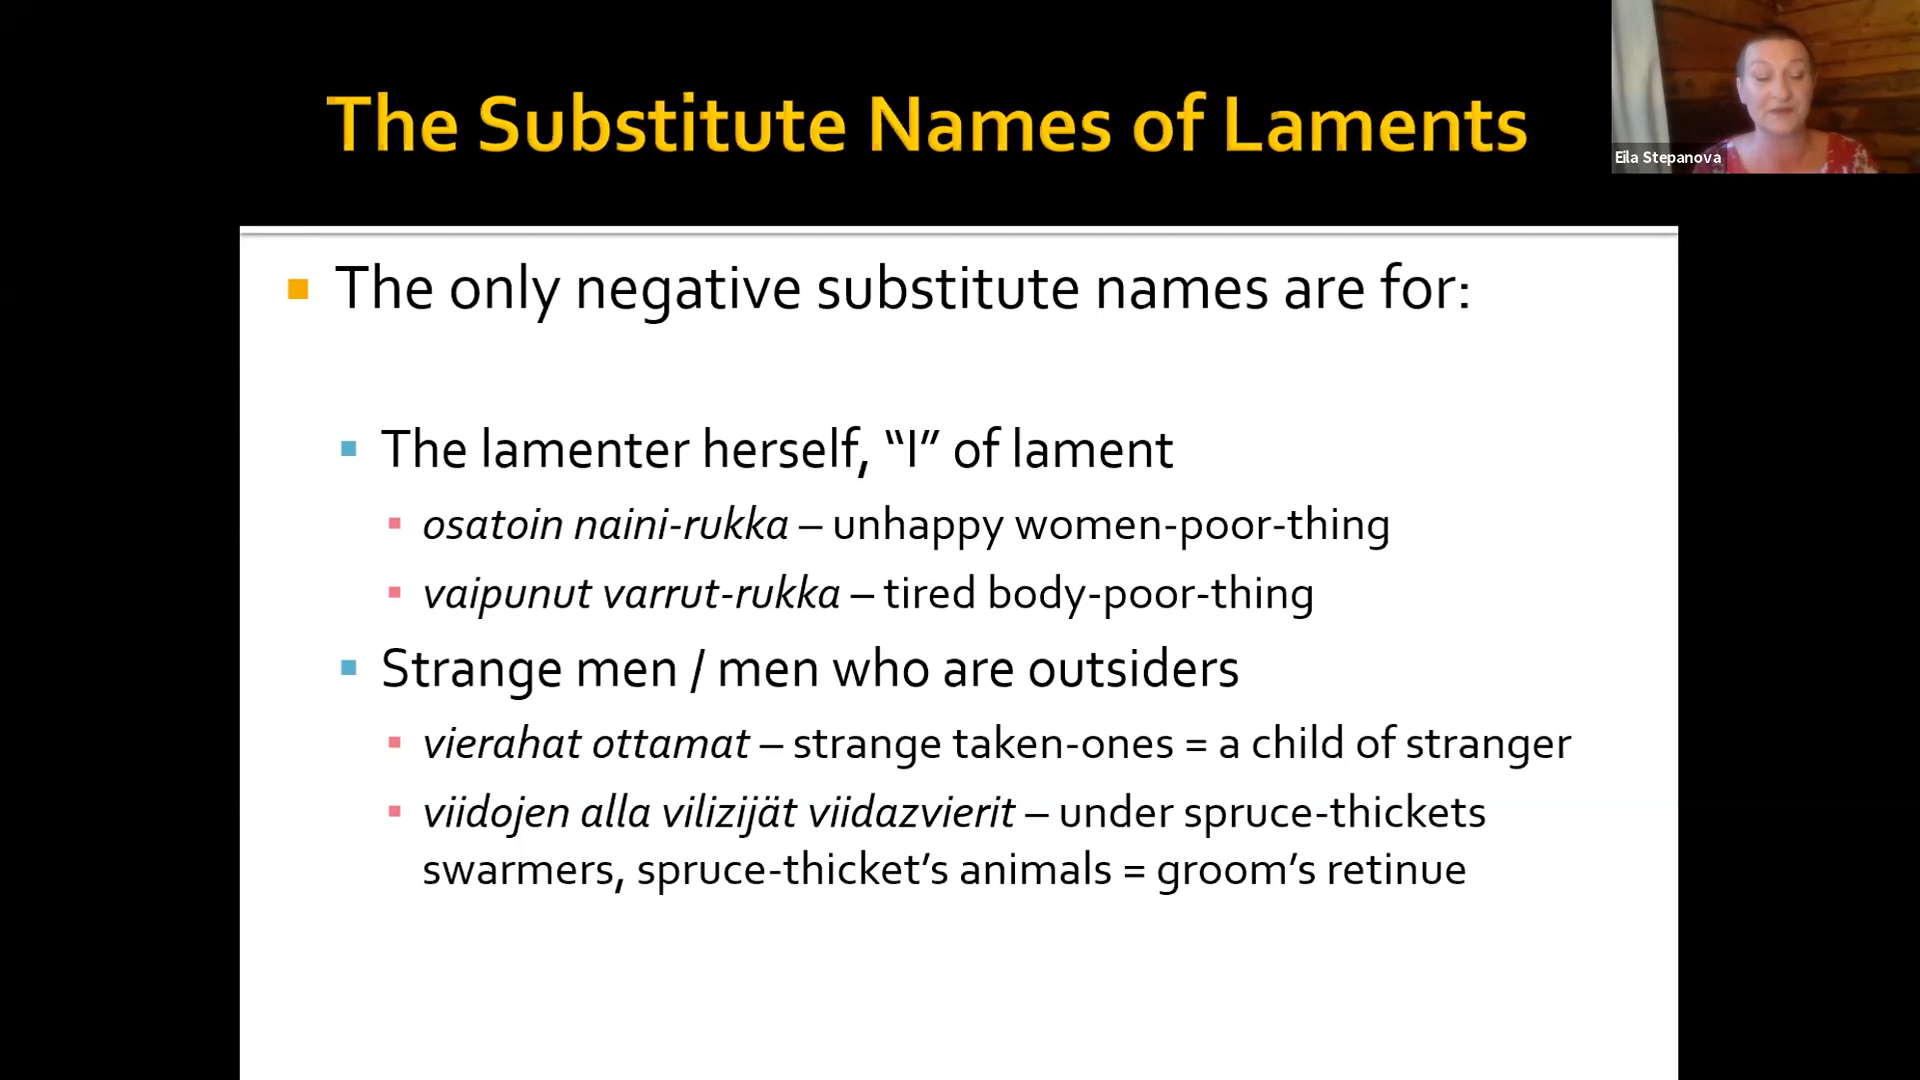 The Substitute Names of Laments
Eila Stepanova
The only negative substitute names are for:
The lamenter herself, “I” of lament
osatoin naini-rukka – unhappy women-poor-thing
vaipunut varrut-rukka – tired body-poor-thing
Strange men / men who are outsiders
vierahat ottamat – strange taken-ones = a child of stranger
viidojen alla vilizijät viidazvierit – under spruce-thickets
swarmers, spruce-thicket’s animals = groom’s retinue